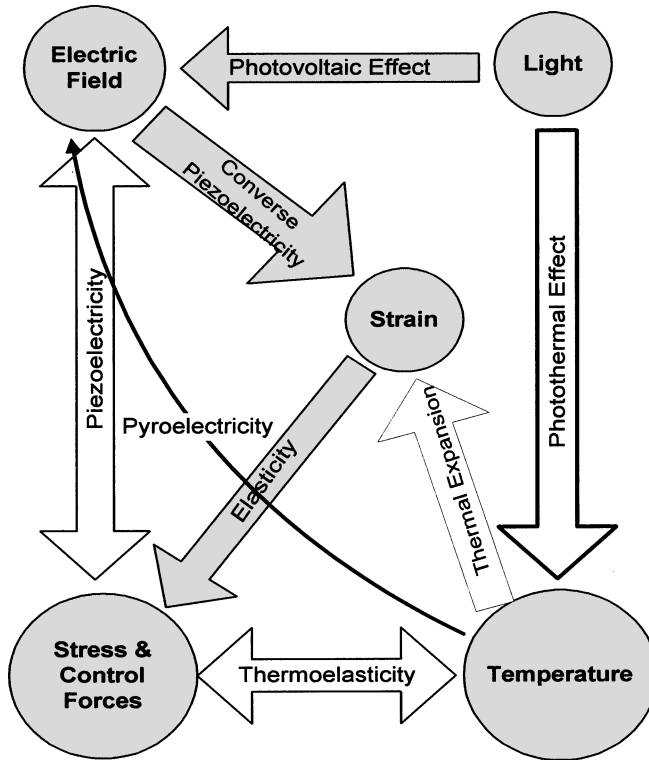 Electric
Field
Photovoltaic Effect
Light
Converse
Piezoelectricity
Strain
Piezoelectricity
Photothermal Effect
Pyroelectricity
Elasticity
Thermal Expansion
Stress &
Control
Forces
Thermoelasticity
Temperature